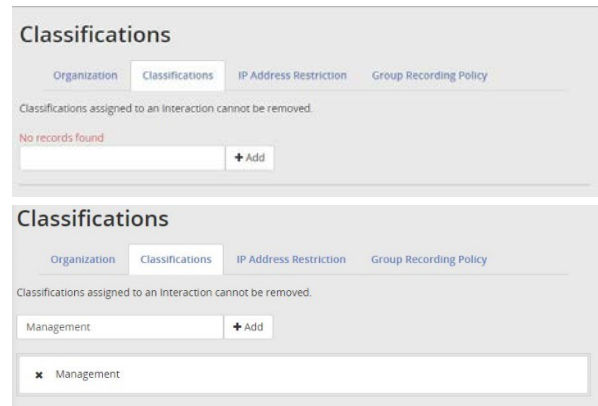 Classifications
Organization Classifications IP Address Restriction Group Recording Policy
Classifications assigned to an Interaction cannot be removed.
No records found
+ Add
Classifications
Organization Classifications IP Address Restriction Group Recording Policy
Classifications assigned to an Interaction cannot be removed.
Management + Add
✖ Management